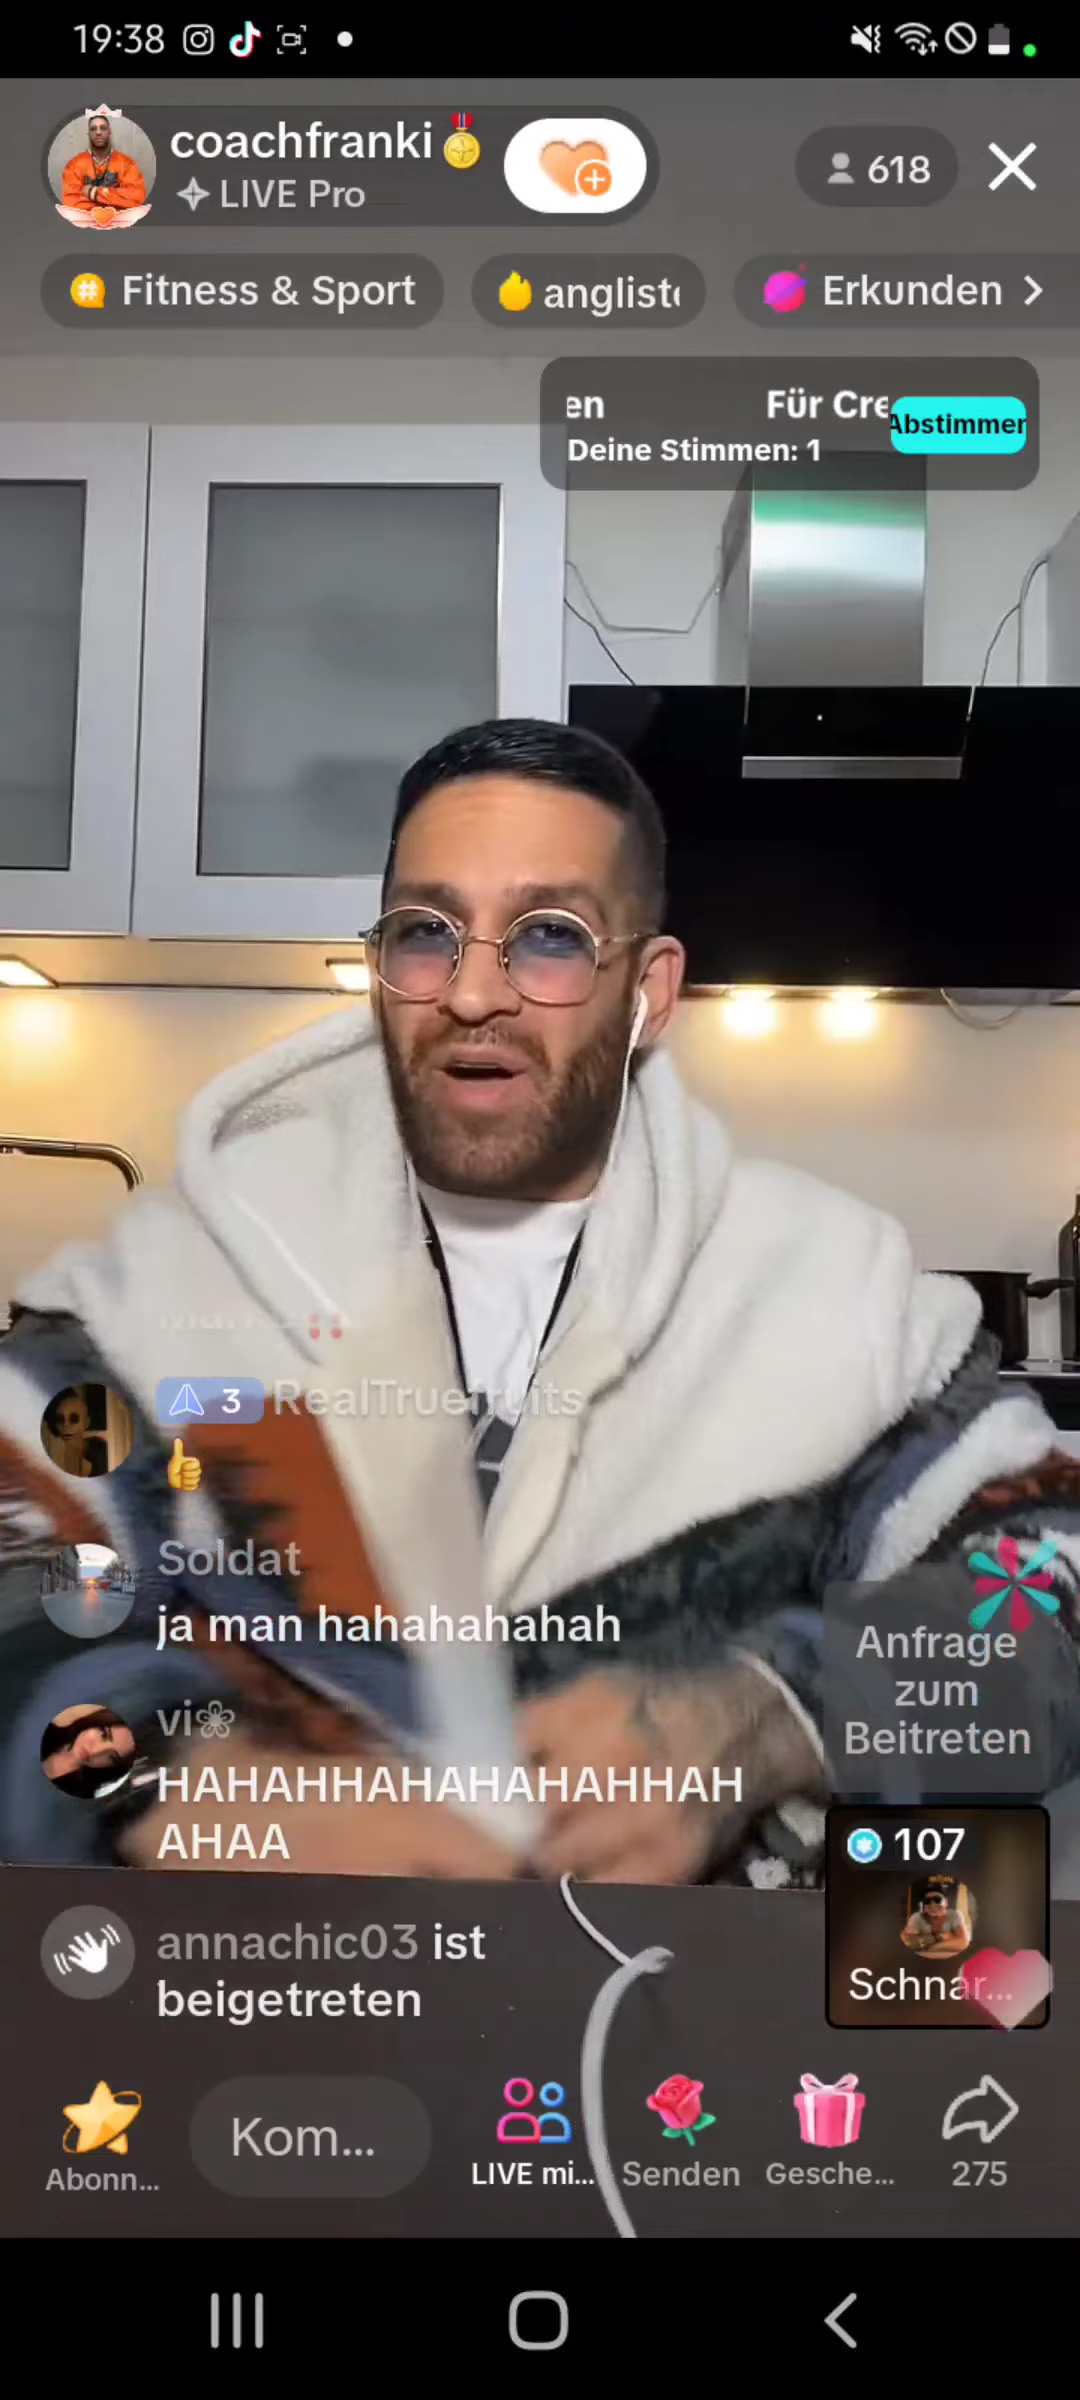 19:38
coachfranki
LIVE Pro
618
Fitness & Sport
angliste
Erkunden
en Für Cre
Abstimmen
Deine Stimmen: 1
3 RealTruefruits
👍
Soldat
ja man hahahahahah
vi❀
HAHAHHAHAHAHAHHAH
AHAA
annachic03 ist
beigetreten
Anfrage
zum
Beitreten
107
Schnar...
Abonn...
Kom...
LIVE mi...
Senden
Gesche...
275